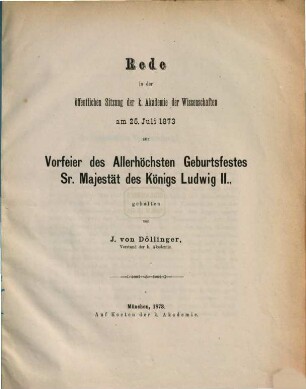 Rede
in der
öffentlichen Sitzung der k. Akademie der Wissenschaften
am 25. Juli 1873
zur
Vorfeier des Allerhöchsten Geburtsfestes
Sr. Majestät des Königs Ludwig II.,
gehalten
von
J. von Döllinger,
Vorstand der k. Akademie.
München, 1873.
Auf Kosten der k. Akademie.